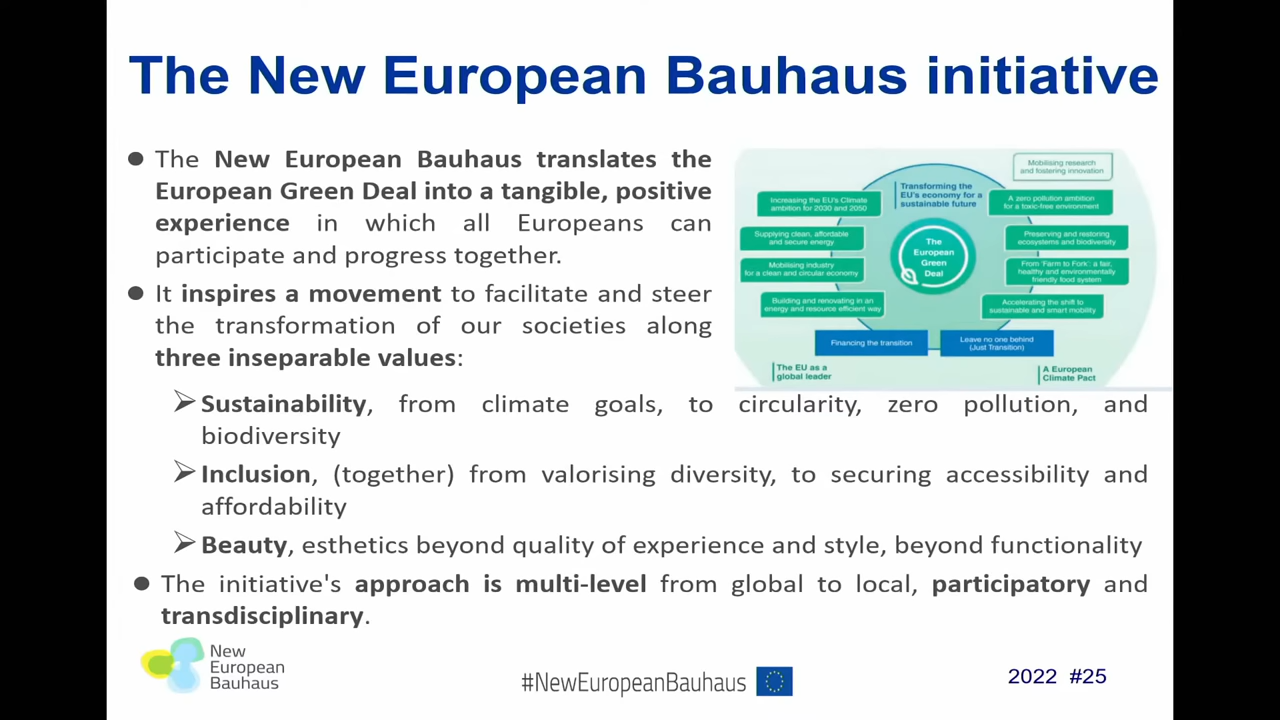 The New European Bauhaus initiative
● The New European Bauhaus translates the
European Green Deal into a tangible, positive
experience in which all Europeans can
participate and progress together.
● It inspires a movement to facilitate and steer
the transformation of our societies along
three inseparable values:
Mobilising research
and fostering innovation
Transforming the
EU's economy for a
sustainable future
Increasing the EU's Climate
ambition for 2030 and 2050
A zero pollution ambition
for a toxic-free environment
Supplying clean, affordable
and secure energy
Preserving and restoring
ecosystems and biodiversity
The
European
Green
Deal
Mobilising industry
for a clean and circular economy
From 'Farm to Fork': a fair,
healthy and environmentally
friendly food system
Building and renovating in an
energy and resource efficient way
Accelerating the shift to
sustainable and smart mobility
Financing the transition
Leave no one behind
(Just Transition)
The EU as a
global leader
A European
Climate Pact
➢ Sustainability, from climate goals, to circularity, zero pollution, and
biodiversity
➢ Inclusion, (together) from valorising diversity, to securing accessibility and
affordability
➢ Beauty, esthetics beyond quality of experience and style, beyond functionality
● The initiative's approach is multi-level from global to local, participatory and
transdisciplinary.
New
European
Bauhaus
#NewEuropeanBauhaus
2022 #25